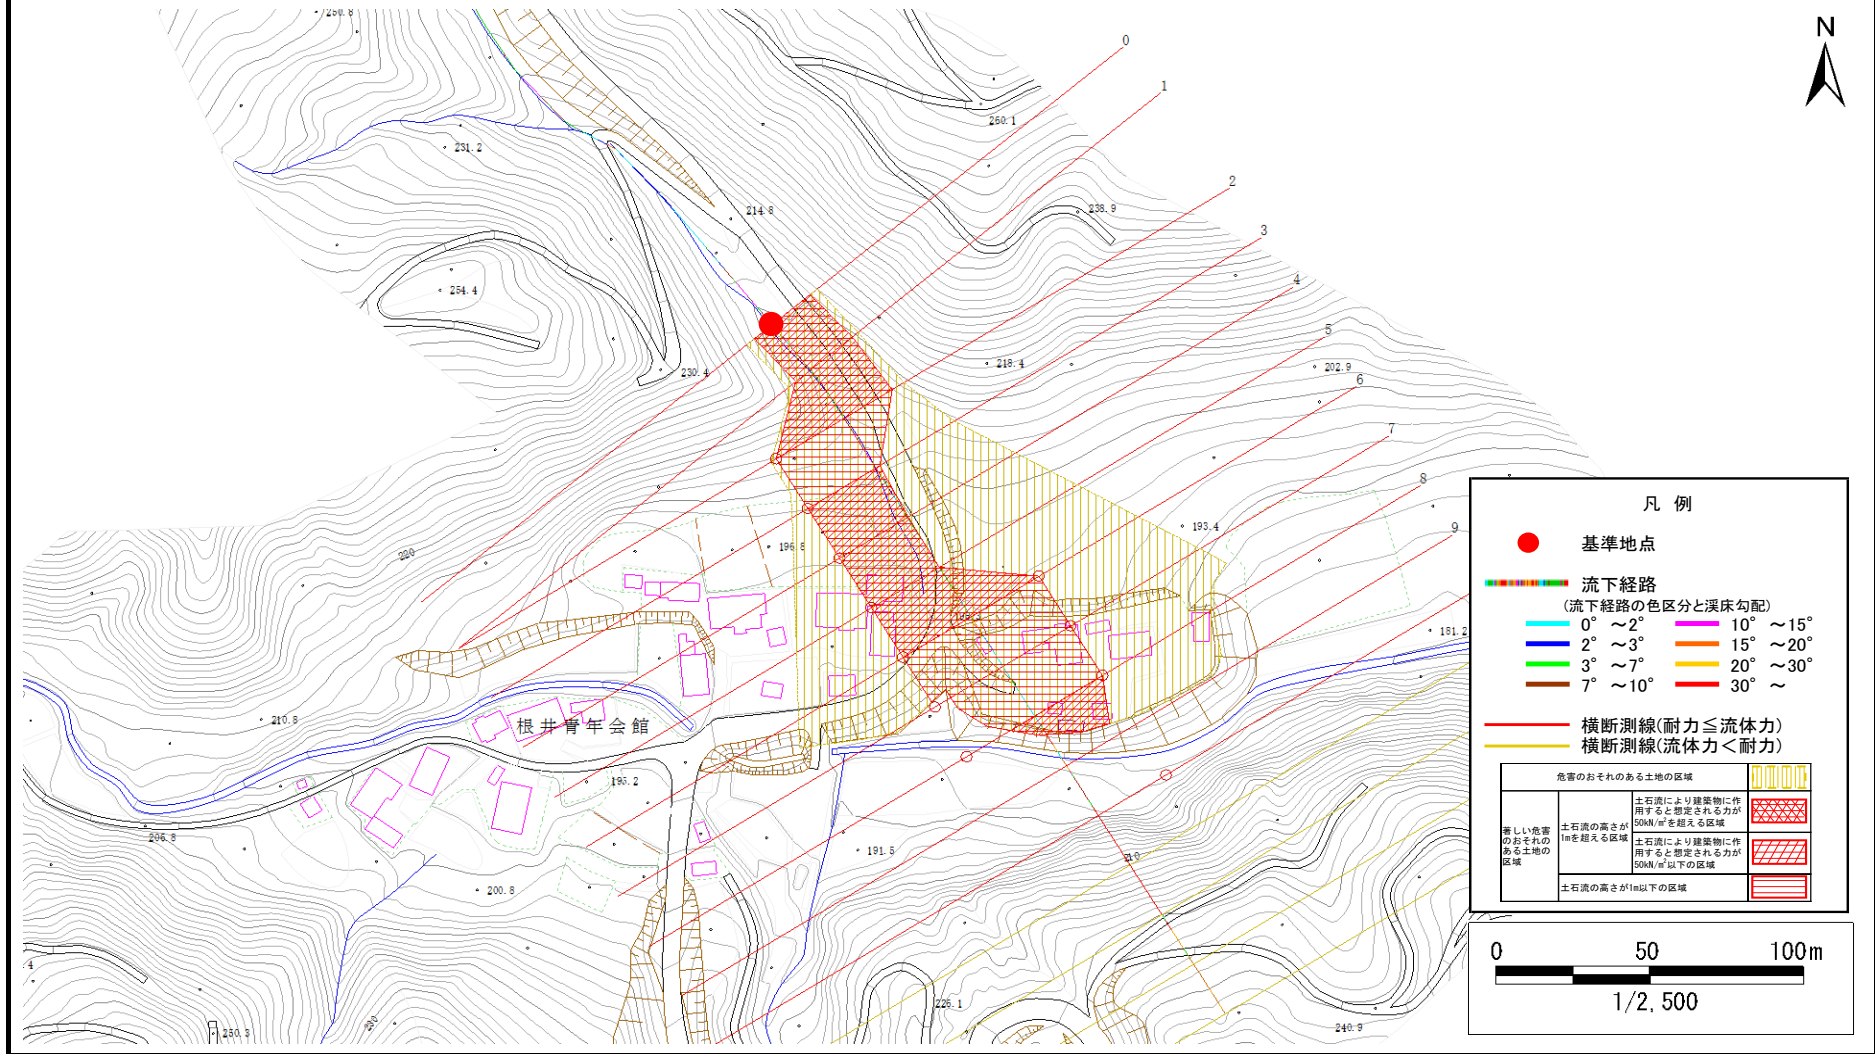 250.8
0
N
1
231.2
260.1
2
214.8
238.9
3
254.4
4
5
218.4
202.9
230.4
6
7
8
193.4
9
220
196.8
181.2
210.8
根井青年会館
195.2
206.8
191.5
210
200.8
226.1
230
250.3
240.9
凡 例
基準地点
流下経路
(流下経路の色区分と渓床勾配)
0° ～2° 10° ～15°
2° ～3° 15° ～20°
3° ～7° 20° ～30°
7° ～10° 30° ～
横断測線(耐力≦流体力)
横断測線(流体力<耐力)
危害のおそれのある土地の区域
著しい危害のおそれのある土地の区域
土石流の高さが1mを超える区域
土石流により建築物に作用すると想定される力が50kN/m²を超える区域
土石流により建築物に作用すると想定される力が50kN/m²以下の区域
土石流の高さが1m以下の区域
0 50 100m
1/2,500